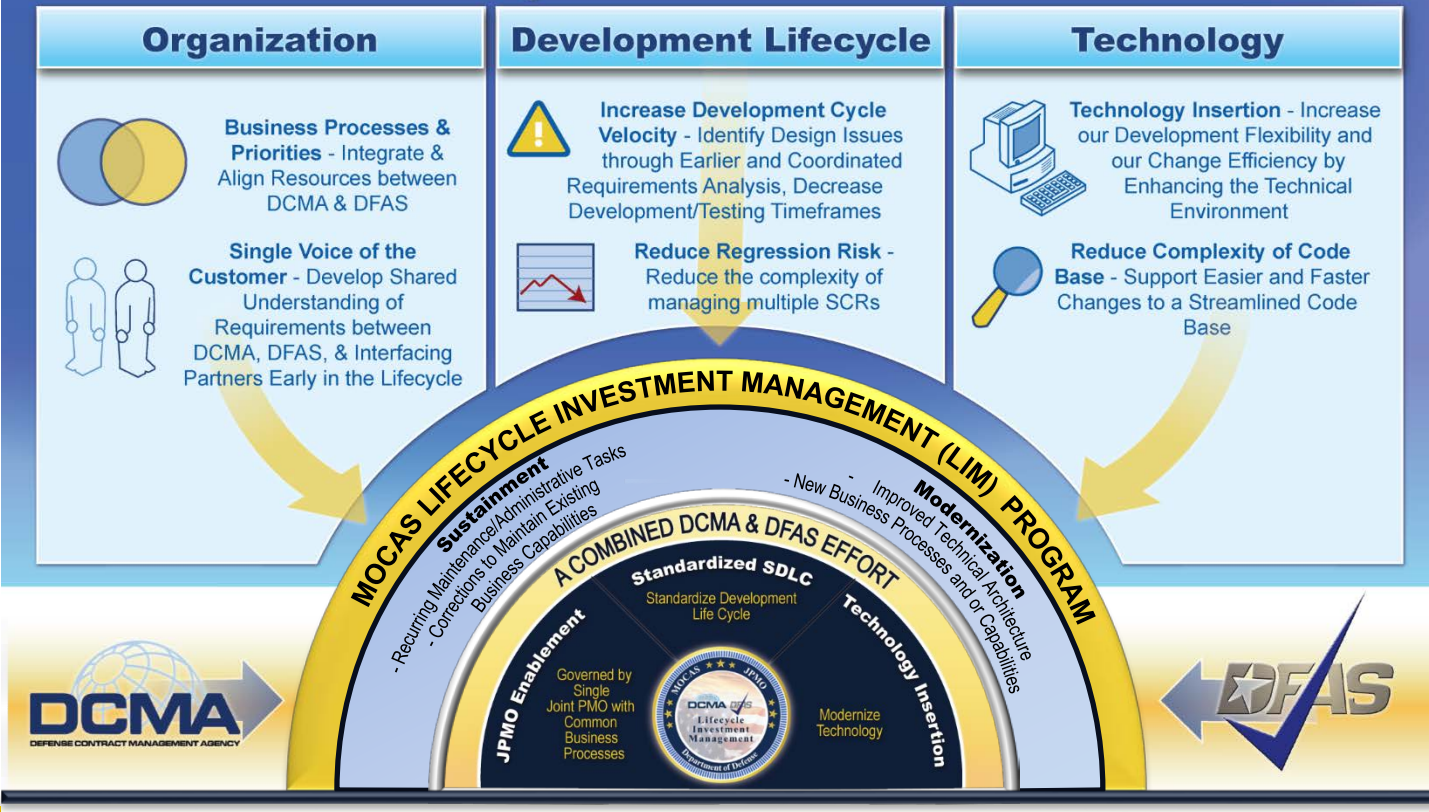 Organization
Business Processes &
Priorities - Integrate &
Align Resources between
DCMA & DFAS
Single Voice of the
Customer - Develop Shared
Understanding of
Requirements between
DCMA, DFAS, & Interfacing
Partners Early in the Lifecycle
Development Lifecycle
Increase Development Cycle
Velocity - Identify Design Issues
through Earlier and Coordinated
Requirements Analysis, Decrease
Development/Testing Timeframes
Reduce Regression Risk -
Reduce the complexity of
managing multiple SCRs
Technology
Technology Insertion - Increase
our Development Flexibility and
our Change Efficiency by
Enhancing the Technical
Environment
Reduce Complexity of Code
Base - Support Easier and Faster
Changes to a Streamlined Code
Base
MOCAS LIFECYCLE INVESTMENT MANAGEMENT (LIM) PROGRAM
Sustainment
- Recurring Maintenance/Administrative Tasks
- Corrections to Maintain Existing
Business Capabilities
Modernization
- Improved Technical/ Architecture
- New Business Processes and or Capabilities
A COMBINED DCMA & DFAS EFFORT
JPMO Enablement
Governed by
Single
Joint PMO with
Common
Business
Processes
Standardized SDLC
Standardize Development
Life Cycle
Technology Insertion
Modernize
Technology
MOCAS JPMO
DCMA DFAS
Lifecycle
Investment
Management
Department of Defense
DCMA
DEFENSE CONTRACT MANAGEMENT AGENCY
DFAS